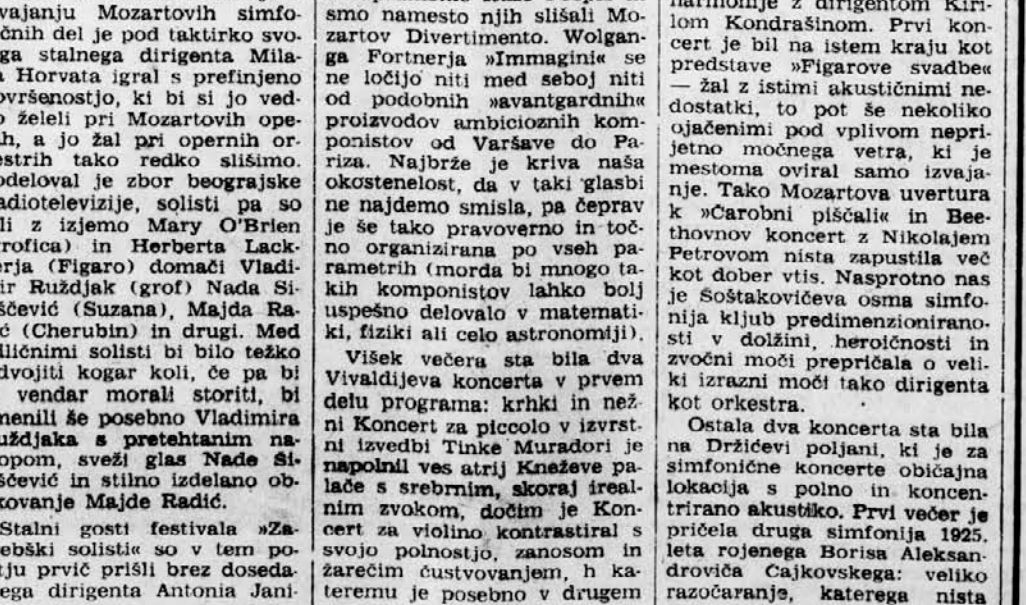 vajanju Mozartovih simfo-
čnih del je pod taktirko svo-
ga stalnega dirigenta Mila-
a Horvata igral s prefinjeno
ovršenostjo, ki bi si jo ved-
o želeli pri Mozartovih ope-
ah, a jo žal pri opernih or-
estrih tako redko slišimo.
odeloval je zbor beograjske
adiotelevizije, solisti pa so
li z izjemo Mary O'Brien
rofica) in Herberta Lack-
erja (Figaro) domači Vladi-
ir Ruždjak (grof) Nada Si-
ščević (Suzana), Majda Ra-
ć (Cherubin) in drugi. Med
dličnimi solisti bi bilo težko
dvojiti kogar koli, če pa bi
vendar morali storiti, bi
menili še posebno Vladimira
uždjaka s pretehtanim na-
opom, sveži glas Nade Si-
ščević in stilno izdelano ob-
kovanje Majde Radić.
Stalni gosti festivala »Za-
ebški solisti« so v tem po-
tju prvič prišli brez doseda-
ega dirigenta Antonia Jani-
smo namesto njih slišali Mo-
zartov Divertimento. Wolgan-
ga Fortnerja »Immagini« se
ne ločijo niti med seboj niti
od podobnih »avantgardnih«
proizvodov ambicioznih kom-
ponistov od Varšave do Pa-
riza. Najbrže je kriva naša
okostenelost, da v taki glasbi
ne najdemo smisla, pa čeprav
je še tako pravoverno in toč-
no organizirana po vseh pa-
rametrih (morda bi mnogo ta-
kih komponistov lahko bolj
uspešno delovalo v matemati-
ki, fiziki ali celo astronomiji).
Višek večera sta bila dva
Vivaldijeva koncerta v prvem
delu programa: krhki in než-
ni Koncert za piccolo v izvrst-
ni izvedbi Tinke Muradori je
napolnil ves atrij Kneževe pa-
lače s srebrnim, skoraj ireal-
nim zvokom, dočim je Kon-
cert za violino kontrastiral s
svojo polnostjo, zanosom in
žarečim čustvovanjem, h ka-
teremu je posebno v drugem
harmonije z dirigentom Kiri-
lom Kondrašinom. Prvi kon-
cert je bil na istem kraju kot
predstave »Figarove svadbe«
— žal z istimi akustičnimi ne-
dostatki, to pot še nekoliko
ojačenimi pod vplivom nepri-
jetno močnega vetra, ki je
mestoma oviral samo izvaja-
nje. Tako Mozartova uvertura
k »Carobni piščali« in Bee-
thovnov koncert z Nikolajem
Petrovom nista zapustila več
kot dober vtis. Nasprotno nas
je Šoštakovičeva osma simfo-
nija kljub predimenzionirano-
sti v dolžini, heroičnosti in
zvočni moči prepričala o veli-
ki izrazni moči tako dirigenta
kot orkestra.
Ostala dva koncerta sta bila
na Držićevi poljani, ki je za
simfonične koncerte običajna
lokacija s polno in koncen-
trirano akustiko. Prvi večer je
pričela druga simfonija 1925.
leta rojenega Borisa Aleksan-
droviča Cajkovskega: veliko
razočaranje, katerega nista